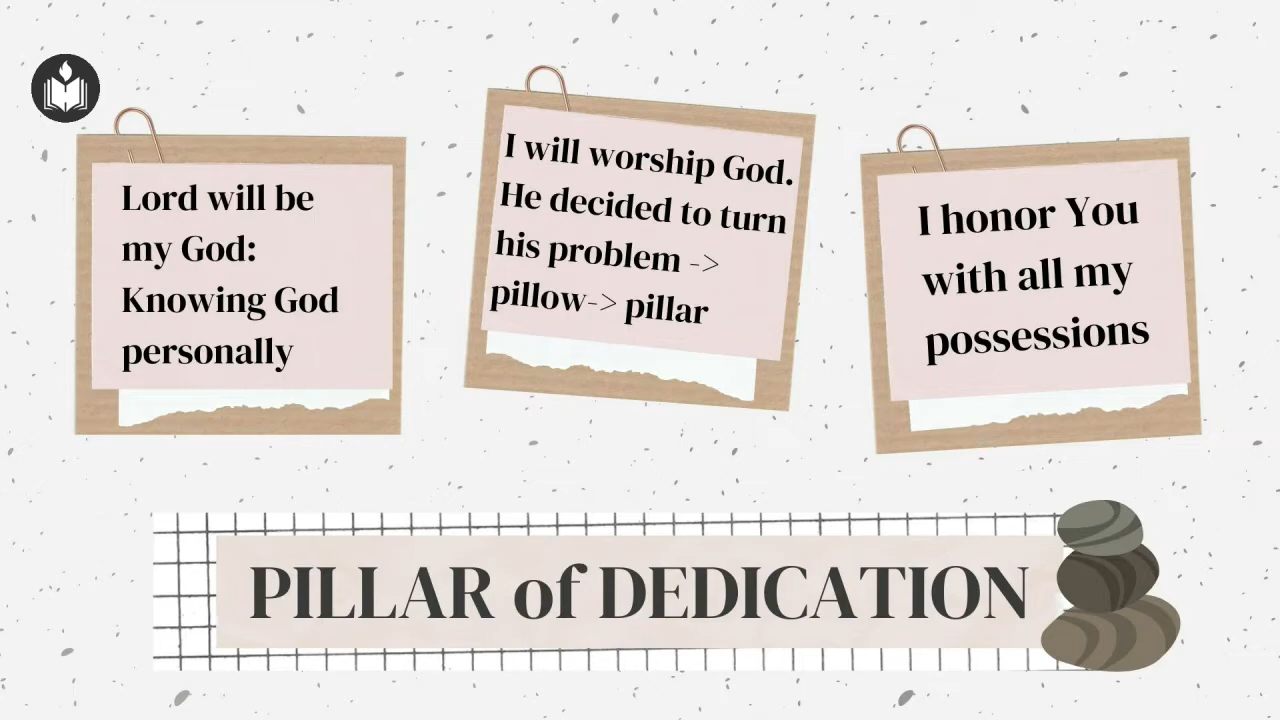 Lord will be
my God:
Knowing God
personally
I will worship God.
He decided to turn
his problem ->
pillow-> pillar
I honor You
with all my
possessions
PILLAR of DEDICATION